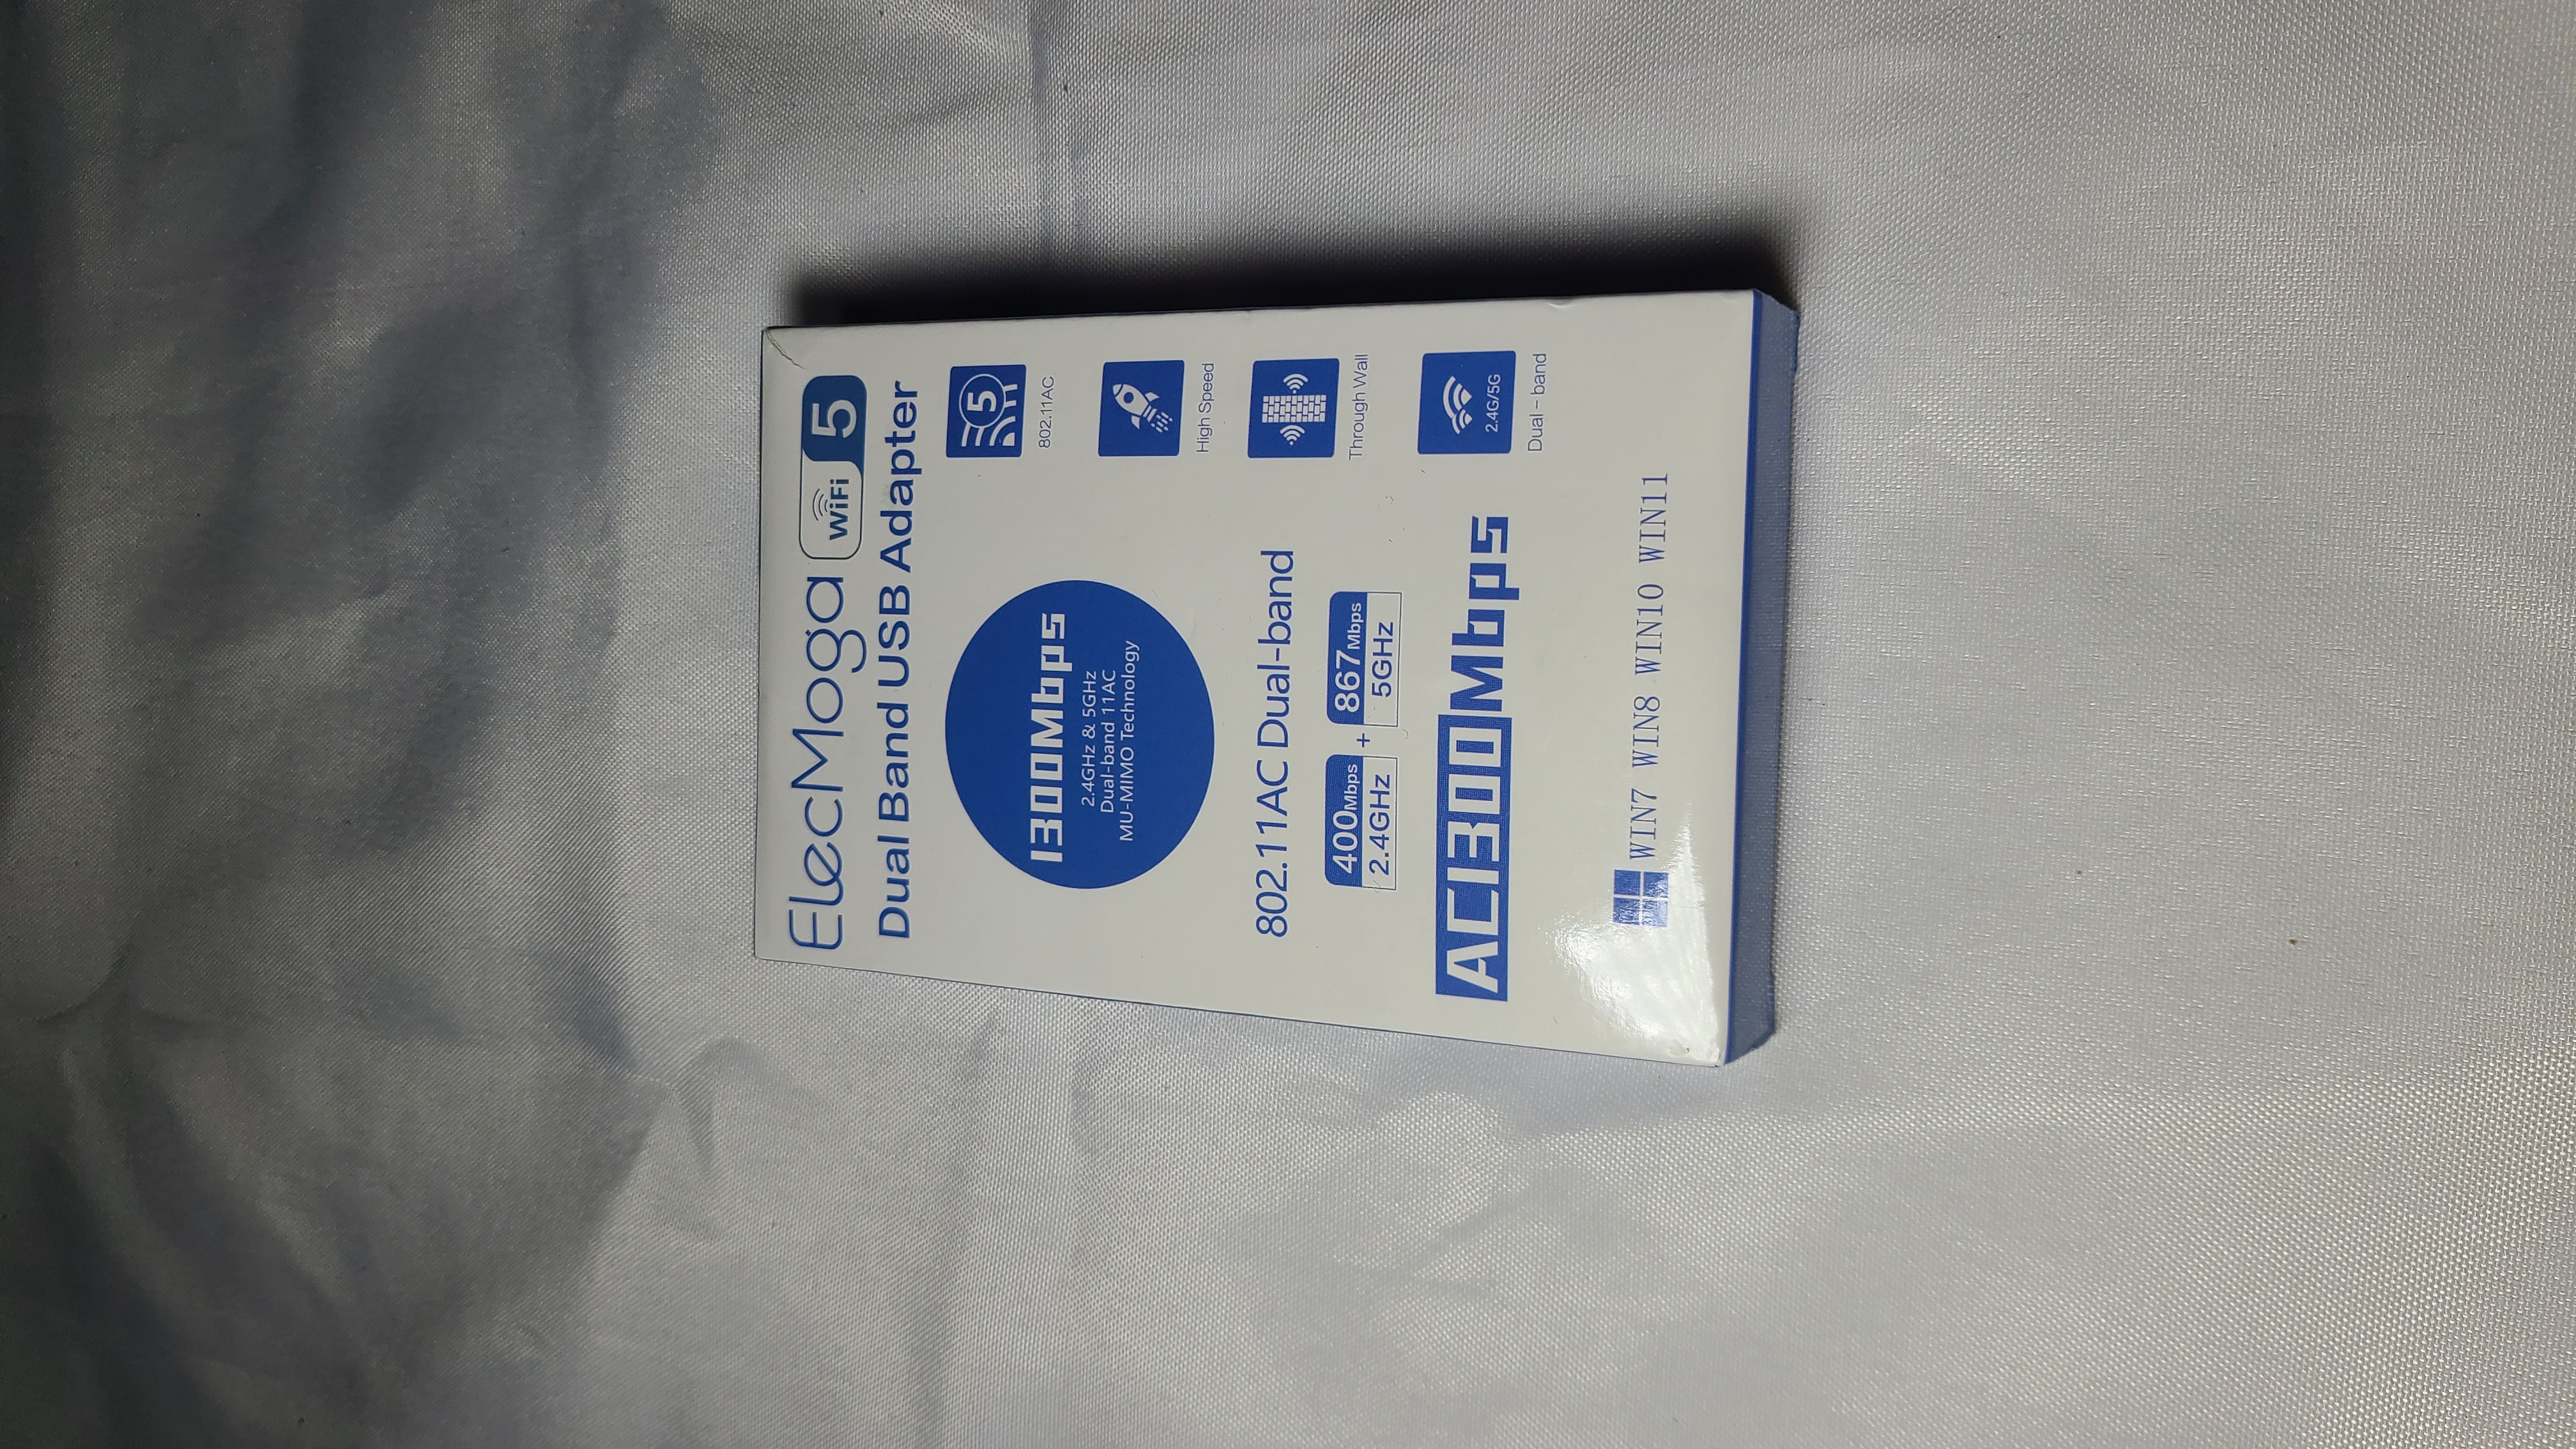 ElecMoga WiFi 5
Dual Band USB Adapter
1300Mbps
2.4GHz & 5GHz
Dual-band 11AC
MU-MIMO Technology
5
802.11AC
High Speed
Through Wall
2.4G/5G
Dual-band
802.11AC Dual-band
400Mbps + 867Mbps
2.4GHz 5GHz
AC1300Mbps
WIN7 WIN8 WIN10 WIN11